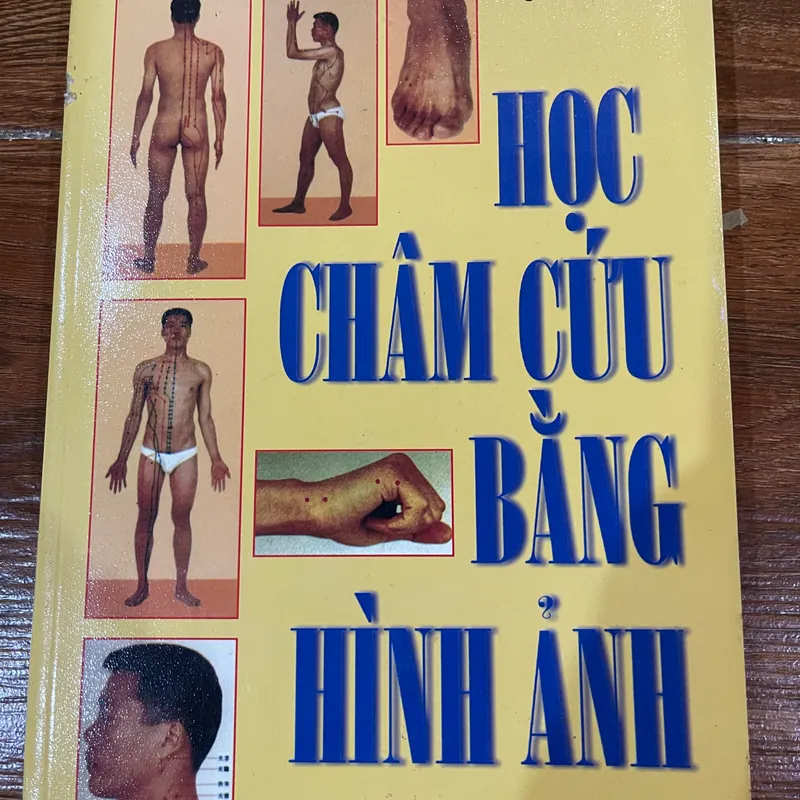 HỌC
CHÂM CỨU
BẰNG
HÌNH ẢNH